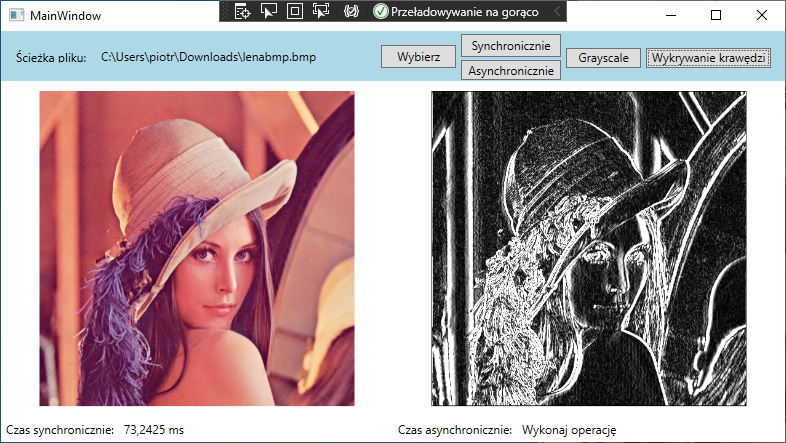 MainWindow
Przeładowywanie na gorąco
Ścieżka pliku: C:\Users\piotr\Downloads\lenabmp.bmp
Wybierz
Synchronicznie
Asynchronicznie
Grayscale
Wykrywanie krawędzi
Czas synchronicznie: 73,2425 ms
Czas asynchronicznie: Wykonaj operację